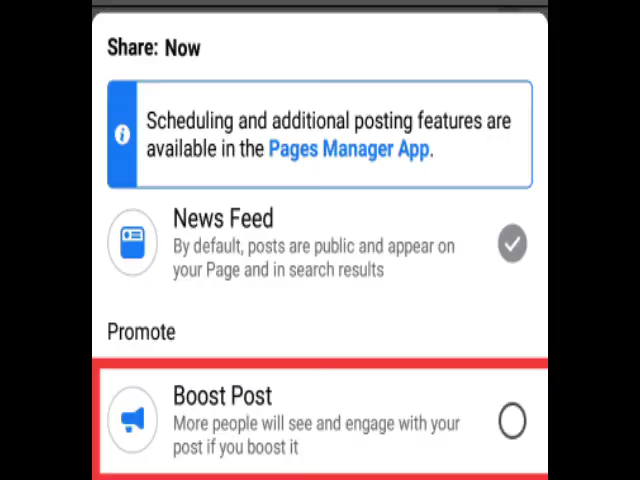 Share: Now
Scheduling and additional posting features are
available in the Pages Manager App.
News Feed
By default, posts are public and appear on
your Page and in search results
Promote
Boost Post
More people will see and engage with your
post if you boost it